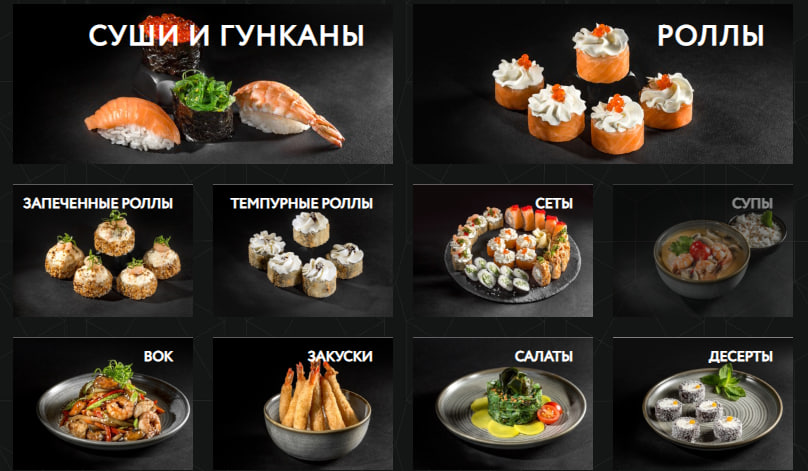 СУШИ И ГУНКАНЫ
РОЛЛЫ
ЗАПЕЧЕННЫЕ РОЛЛЫ
ТЕМПУРНЫЕ РОЛЛЫ
СЕТЫ
СУПЫ
ВОК
ЗАКУСКИ
САЛАТЫ
ДЕСЕРТЫ